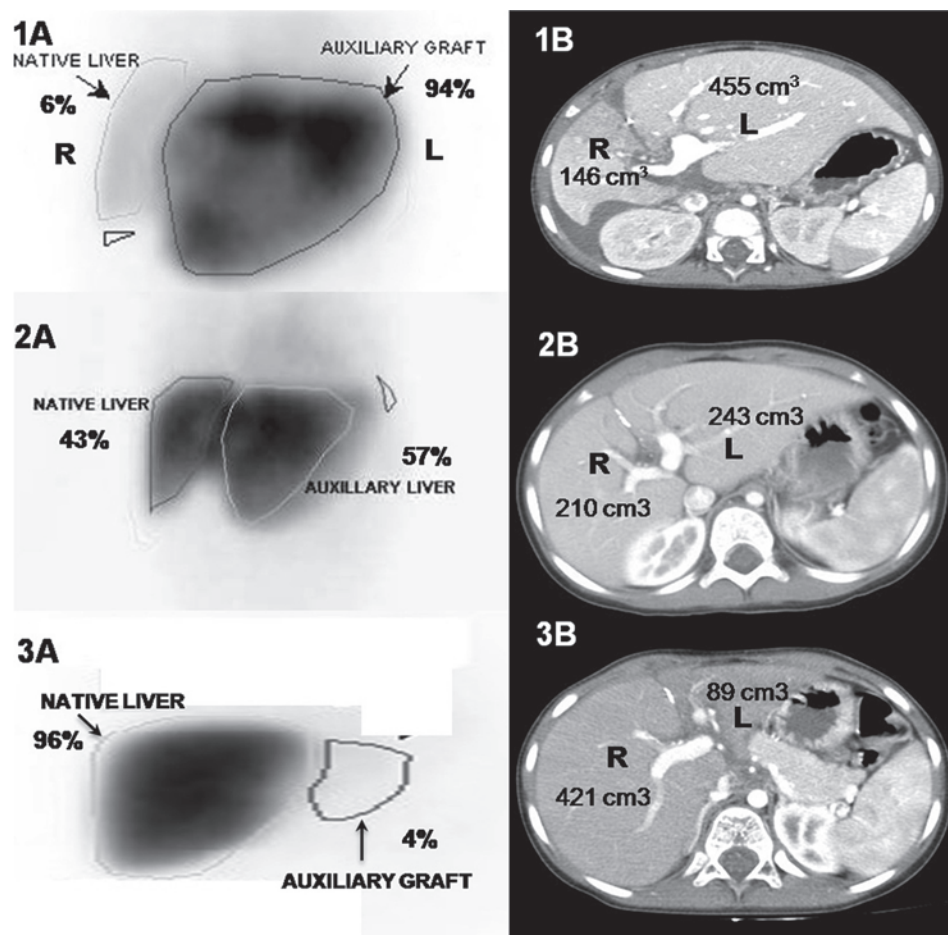 1A
NATIVE LIVER
6%
R
AUXILIARY GRAFT
94%
L
1B
455 cm³
L
R
146 cm³
2A
NATIVE LIVER
43%
57%
AUXILLARY LIVER
2B
243 cm3
L
R
210 cm3
3A
NATIVE LIVER
96%
4%
AUXILIARY GRAFT
3B
89 cm3
L
R
421 cm3